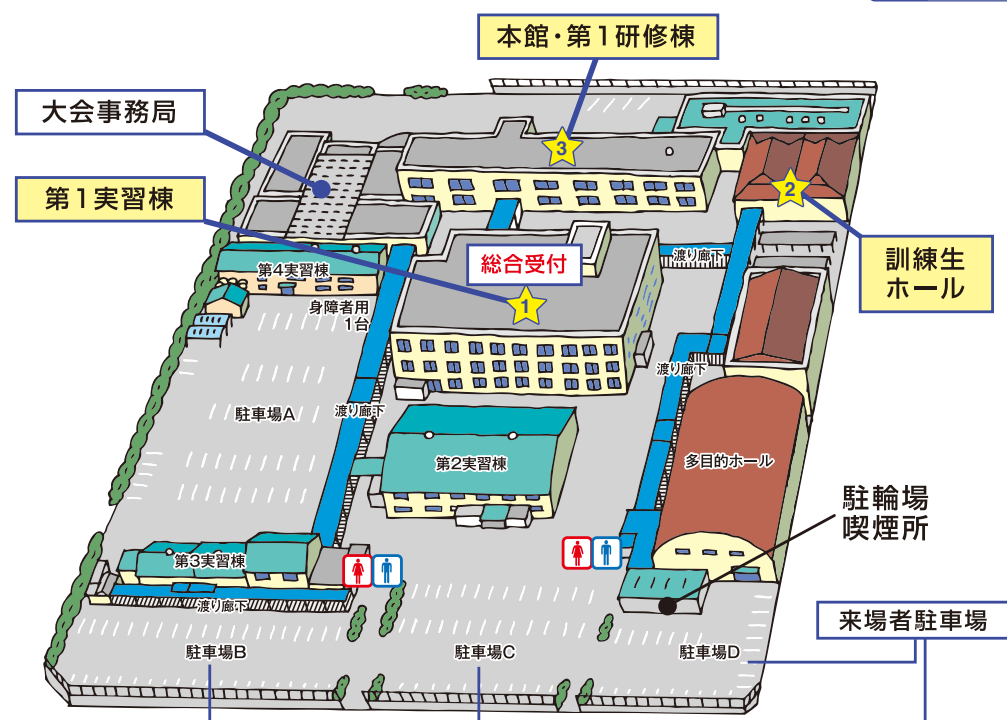 本館・第1研修棟
大会事務局
3
第1実習棟
2
総合受付
渡り廊下
訓練生
ホール
第4実習棟
身障者用
1台
1
渡り廊下
駐車場A
渡り廊下
第2実習棟
多目的ホール
駐輪場
喫煙所
第3実習棟
渡り廊下
来場者駐車場
駐車場B
駐車場C
駐車場D